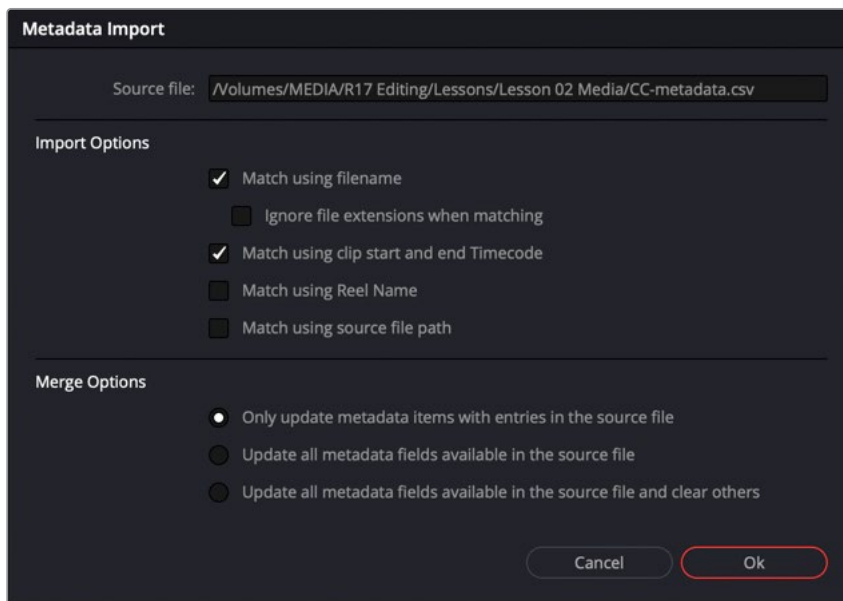 Metadata Import
Source file: /Volumes/MEDIA/R17 Editing/Lessons/Lesson 02 Media/CC-metadata.csv
Import Options
Match using filename
Ignore file extensions when matching
Match using clip start and end Timecode
Match using Reel Name
Match using source file path
Merge Options
Only update metadata items with entries in the source file
Update all metadata fields available in the source file
Update all metadata fields available in the source file and clear others
Cancel Ok